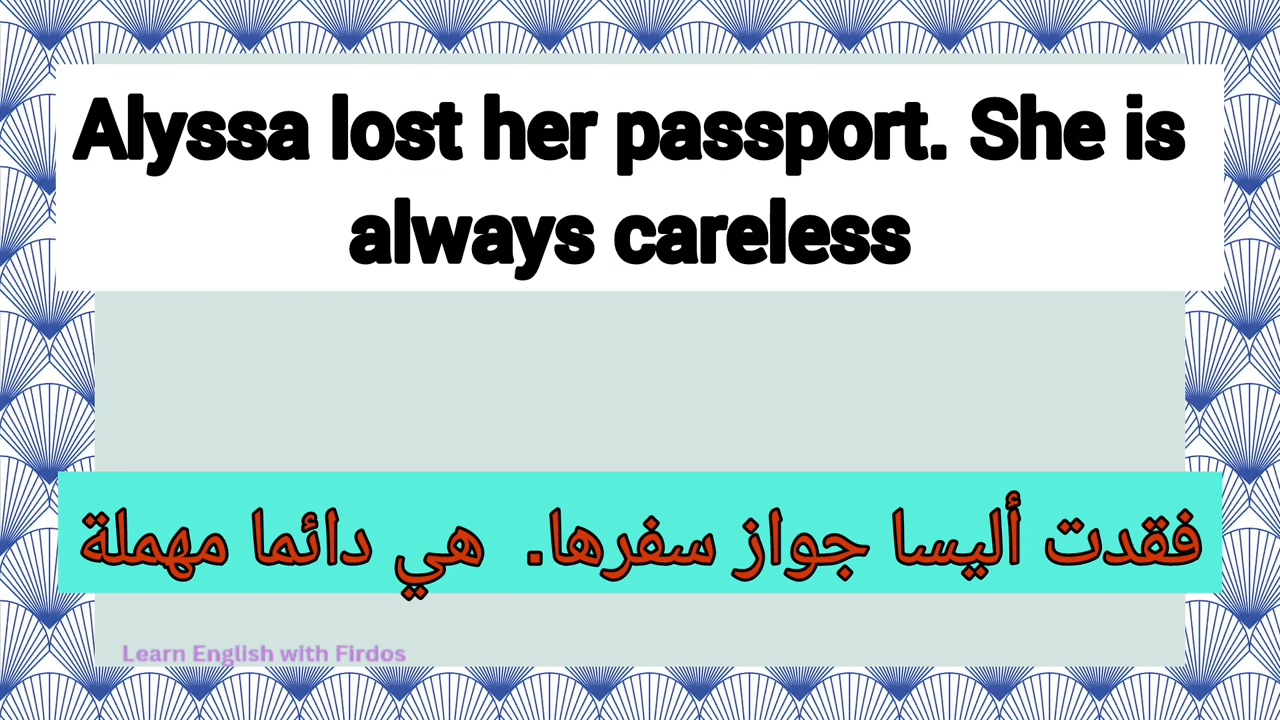 Alyssa lost her passport. She is
always careless
فقدت أليسا جواز سفرها. هي دائما مهملة
Learn English with Firdos